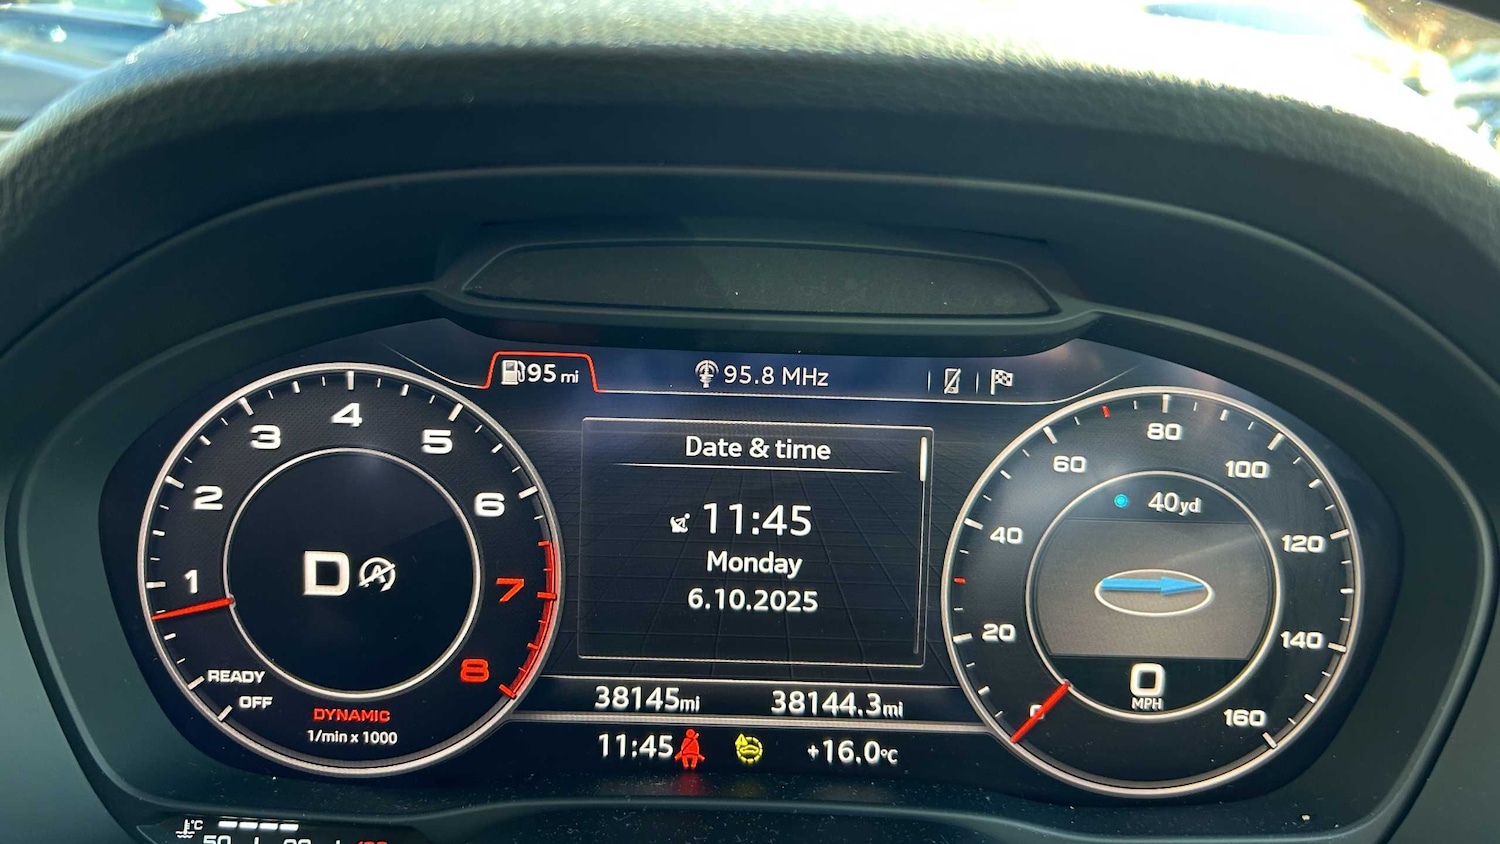 95 mi
95.8 MHz
Date & time
11:45
Monday
6.10.2025
38145mi 38144.3mi
11:45 +16.0°C
1
2
3
4
5
6
7
8
D
A
READY
OFF
DYNAMIC
1/min x 1000
0
20
40
60
80
100
120
140
160
40yd
0
MPH
°C
50